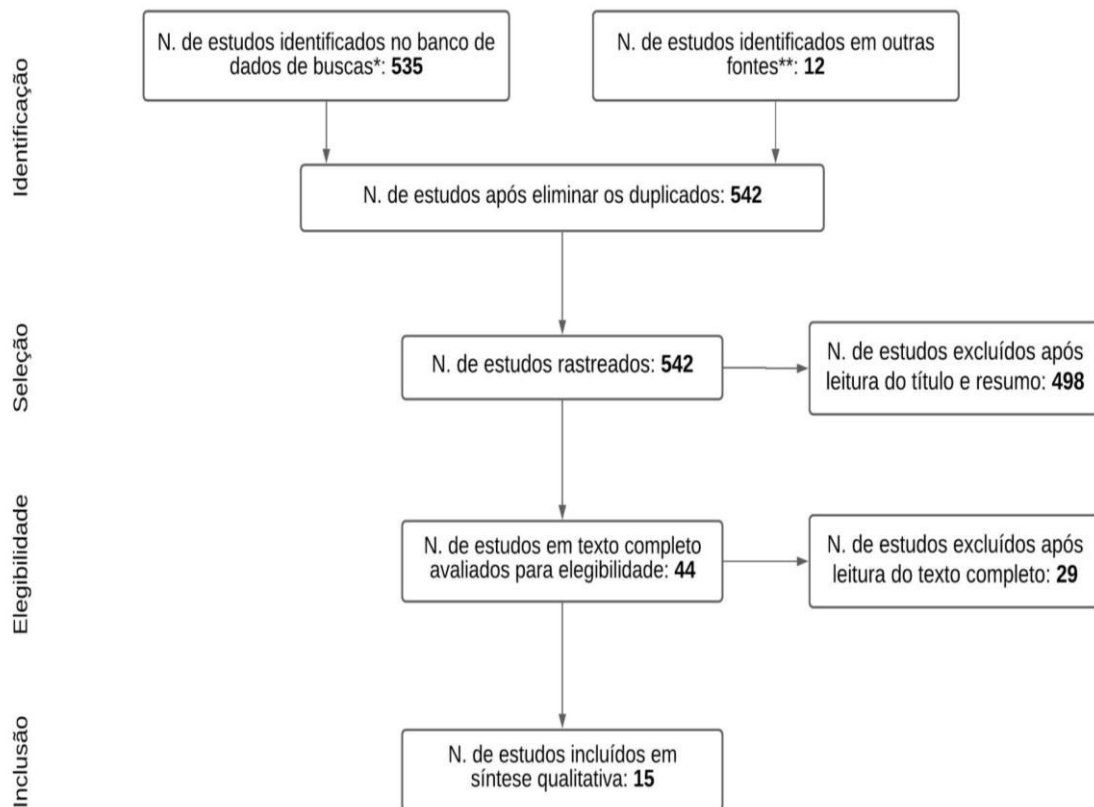 Identificação
N. de estudos identificados no banco de
dados de buscas*: 535
N. de estudos identificados em outras
fontes**: 12
N. de estudos após eliminar os duplicados: 542
Seleção
N. de estudos rastreados: 542
N. de estudos excluídos após
leitura do título e resumo: 498
Elegibilidade
N. de estudos em texto completo
avaliados para elegibilidade: 44
N. de estudos excluídos após
leitura do texto completo: 29
Inclusão
N. de estudos incluídos em
síntese qualitativa: 15